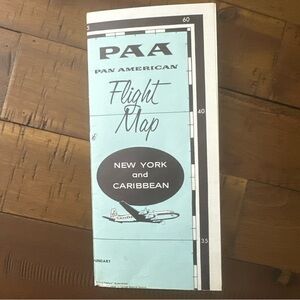 60
PAA
PAN AMERICAN
Flight
Map
40
NEW YORK
and
CARIBBEAN
35